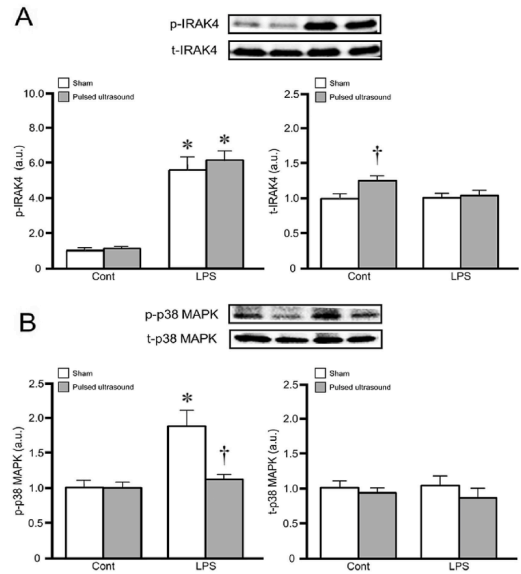 A
p-IRAK4
t-IRAK4
Sham
Pulsed ultrasound
p-IRAK4 (a.u.)
10.0
8.0
6.0
4.0
2.0
0
*
*
Cont
LPS
Sham
Pulsed ultrasound
t-IRAK4 (a.u.)
2.5
2.0
1.5
1.0
0.5
0
†
Cont
LPS
B
p-p38 MAPK
t-p38 MAPK
Sham
Pulsed ultrasound
p-p38 MAPK (a.u.)
2.5
2.0
1.5
1.0
0.5
0
*
†
Cont
LPS
Sham
Pulsed ultrasound
t-p38 MAPK (a.u.)
2.5
2.0
1.5
1.0
0.5
0
Cont
LPS